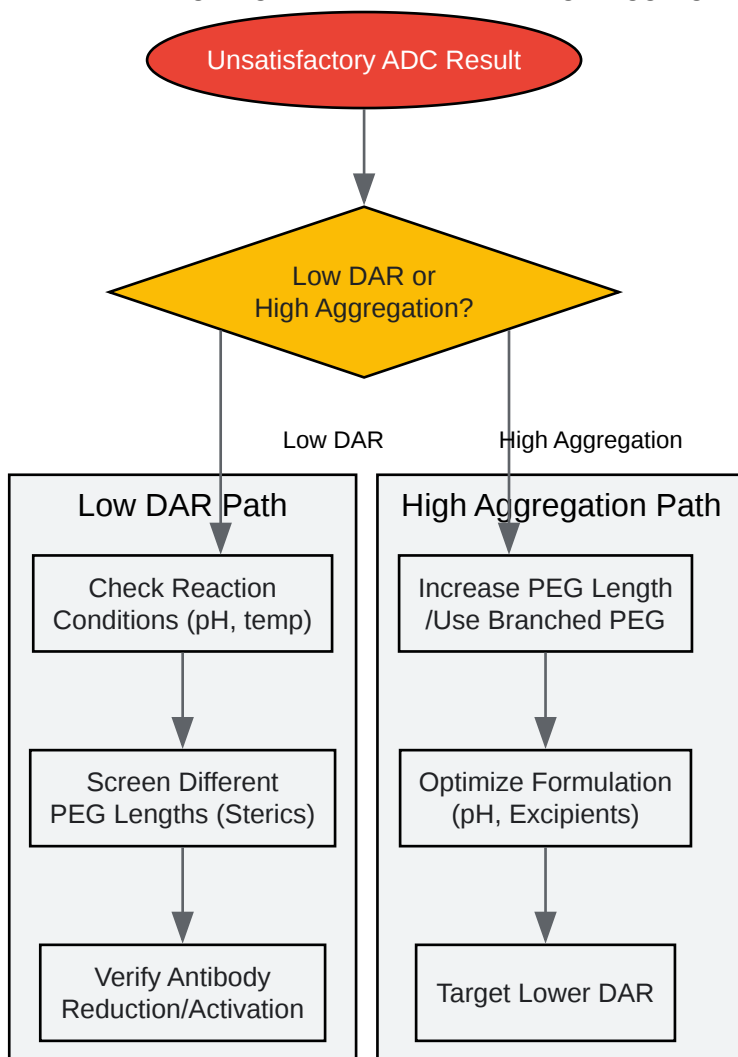 Unsatisfactory ADC Result
Low DAR or
High Aggregation?
Low DAR
High Aggregation
Low DAR Path
Check Reaction
Conditions (pH, temp)
Screen Different
PEG Lengths (Sterics)
Verify Antibody
Reduction/Activation
High Aggregation Path
Increase PEG Length
/Use Branched PEG
Optimize Formulation
(pH, Excipients)
Target Lower DAR